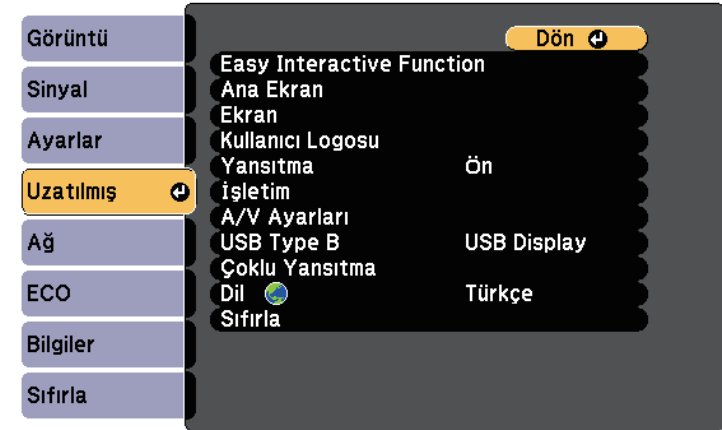 Görüntü
Sinyal
Ayarlar
Uzatılmış
Ağ
ECO
Bilgiler
Sıfırla
Dön
Easy Interactive Function
Ana Ekran
Ekran
Kullanıcı Logosu
Yansıtma Ön
İşletim
A/V Ayarları
USB Type B USB Display
Çoklu Yansıtma
Dil Türkçe
Sıfırla